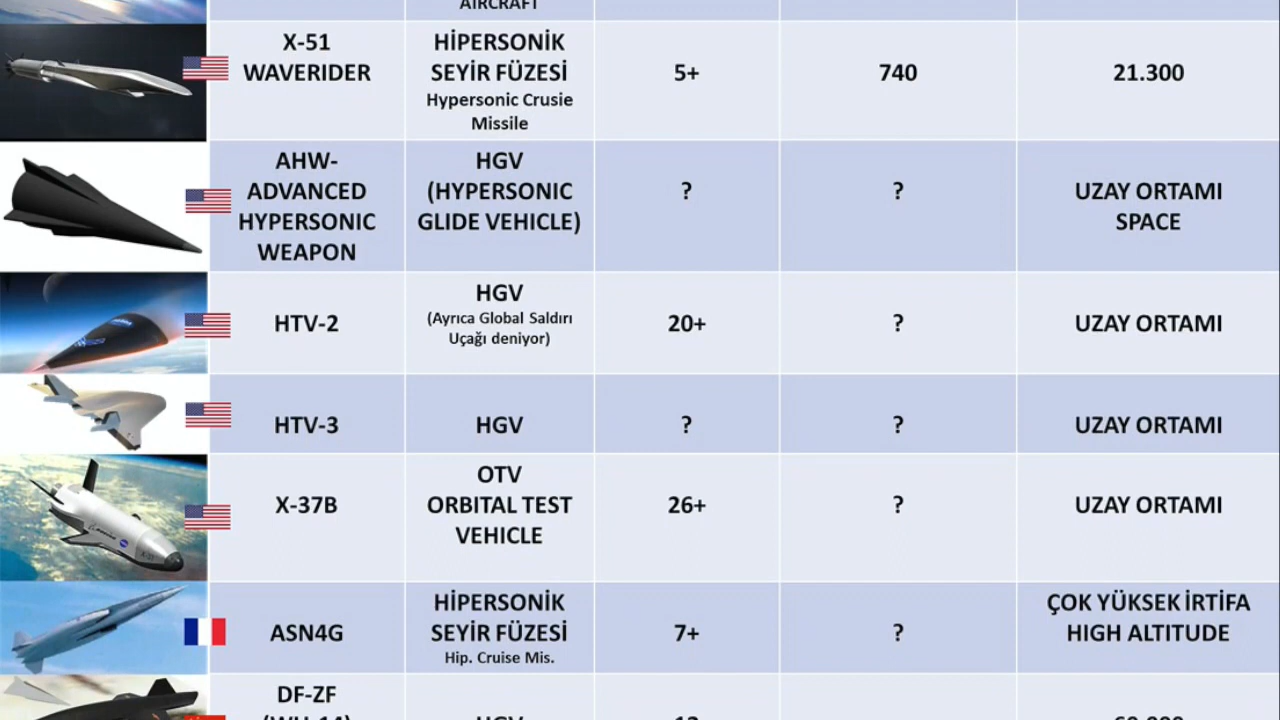 AIRCRAFT
X-51
WAVERIDER
HİPERSONİK
SEYİR FÜZESİ
Hypersonic Crusie
Missile
5+
740
21.300
AHW-
ADVANCED
HYPERSONIC
WEAPON
HGV
(HYPERSONIC
GLIDE VEHICLE)
?
?
UZAY ORTAMI
SPACE
HTV-2
HGV
(Ayrıca Global Saldırı
Uçağı deniyor)
20+
?
UZAY ORTAMI
HTV-3
HGV
?
?
UZAY ORTAMI
X-37B
OTV
ORBITAL TEST
VEHICLE
26+
?
UZAY ORTAMI
ASN4G
HİPERSONİK
SEYİR FÜZESİ
Hip. Cruise Mis.
7+
?
ÇOK YÜKSEK İRTİFA
HIGH ALTITUDE
DF-ZF
(WU-14)
HGV